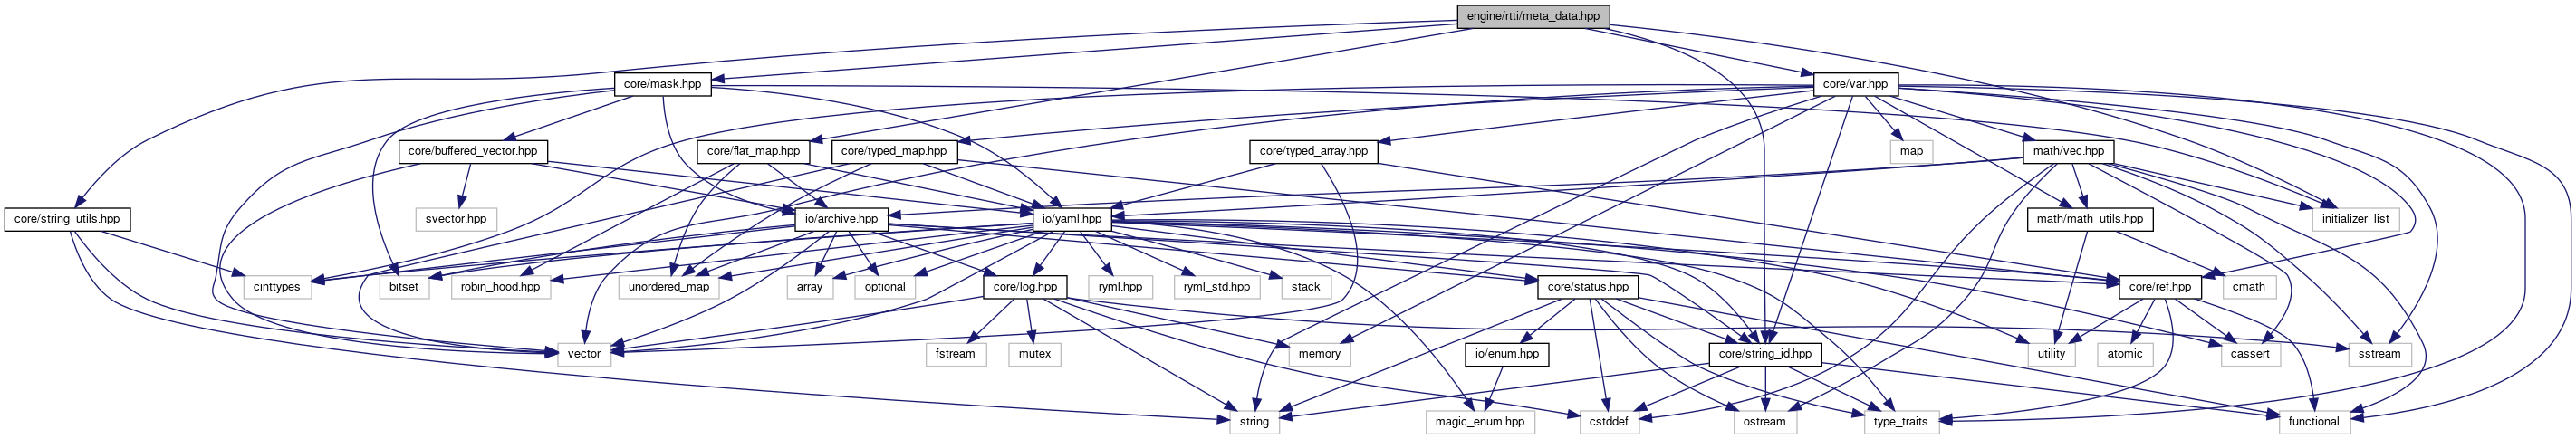 engine/rtti/meta_data.hpp
core/mask.hpp
core/var.hpp
core/buffered_vector.hpp
core/flat_map.hpp
core/typed_map.hpp
core/typed_array.hpp
map
math/vec.hpp
core/string_utils.hpp
svector.hpp
io/archive.hpp
io/yaml.hpp
math/math_utils.hpp
initializer_list
cinttypes
bitset
robin_hood.hpp
unordered_map
array
optional
core/log.hpp
ryml.hpp
ryml_std.hpp
stack
core/status.hpp
core/ref.hpp
cmath
vector
fstream
mutex
memory
io/enum.hpp
core/string_id.hpp
utility
atomic
cassert
sstream
string
magic_enum.hpp
cstddef
ostream
type_traits
functional